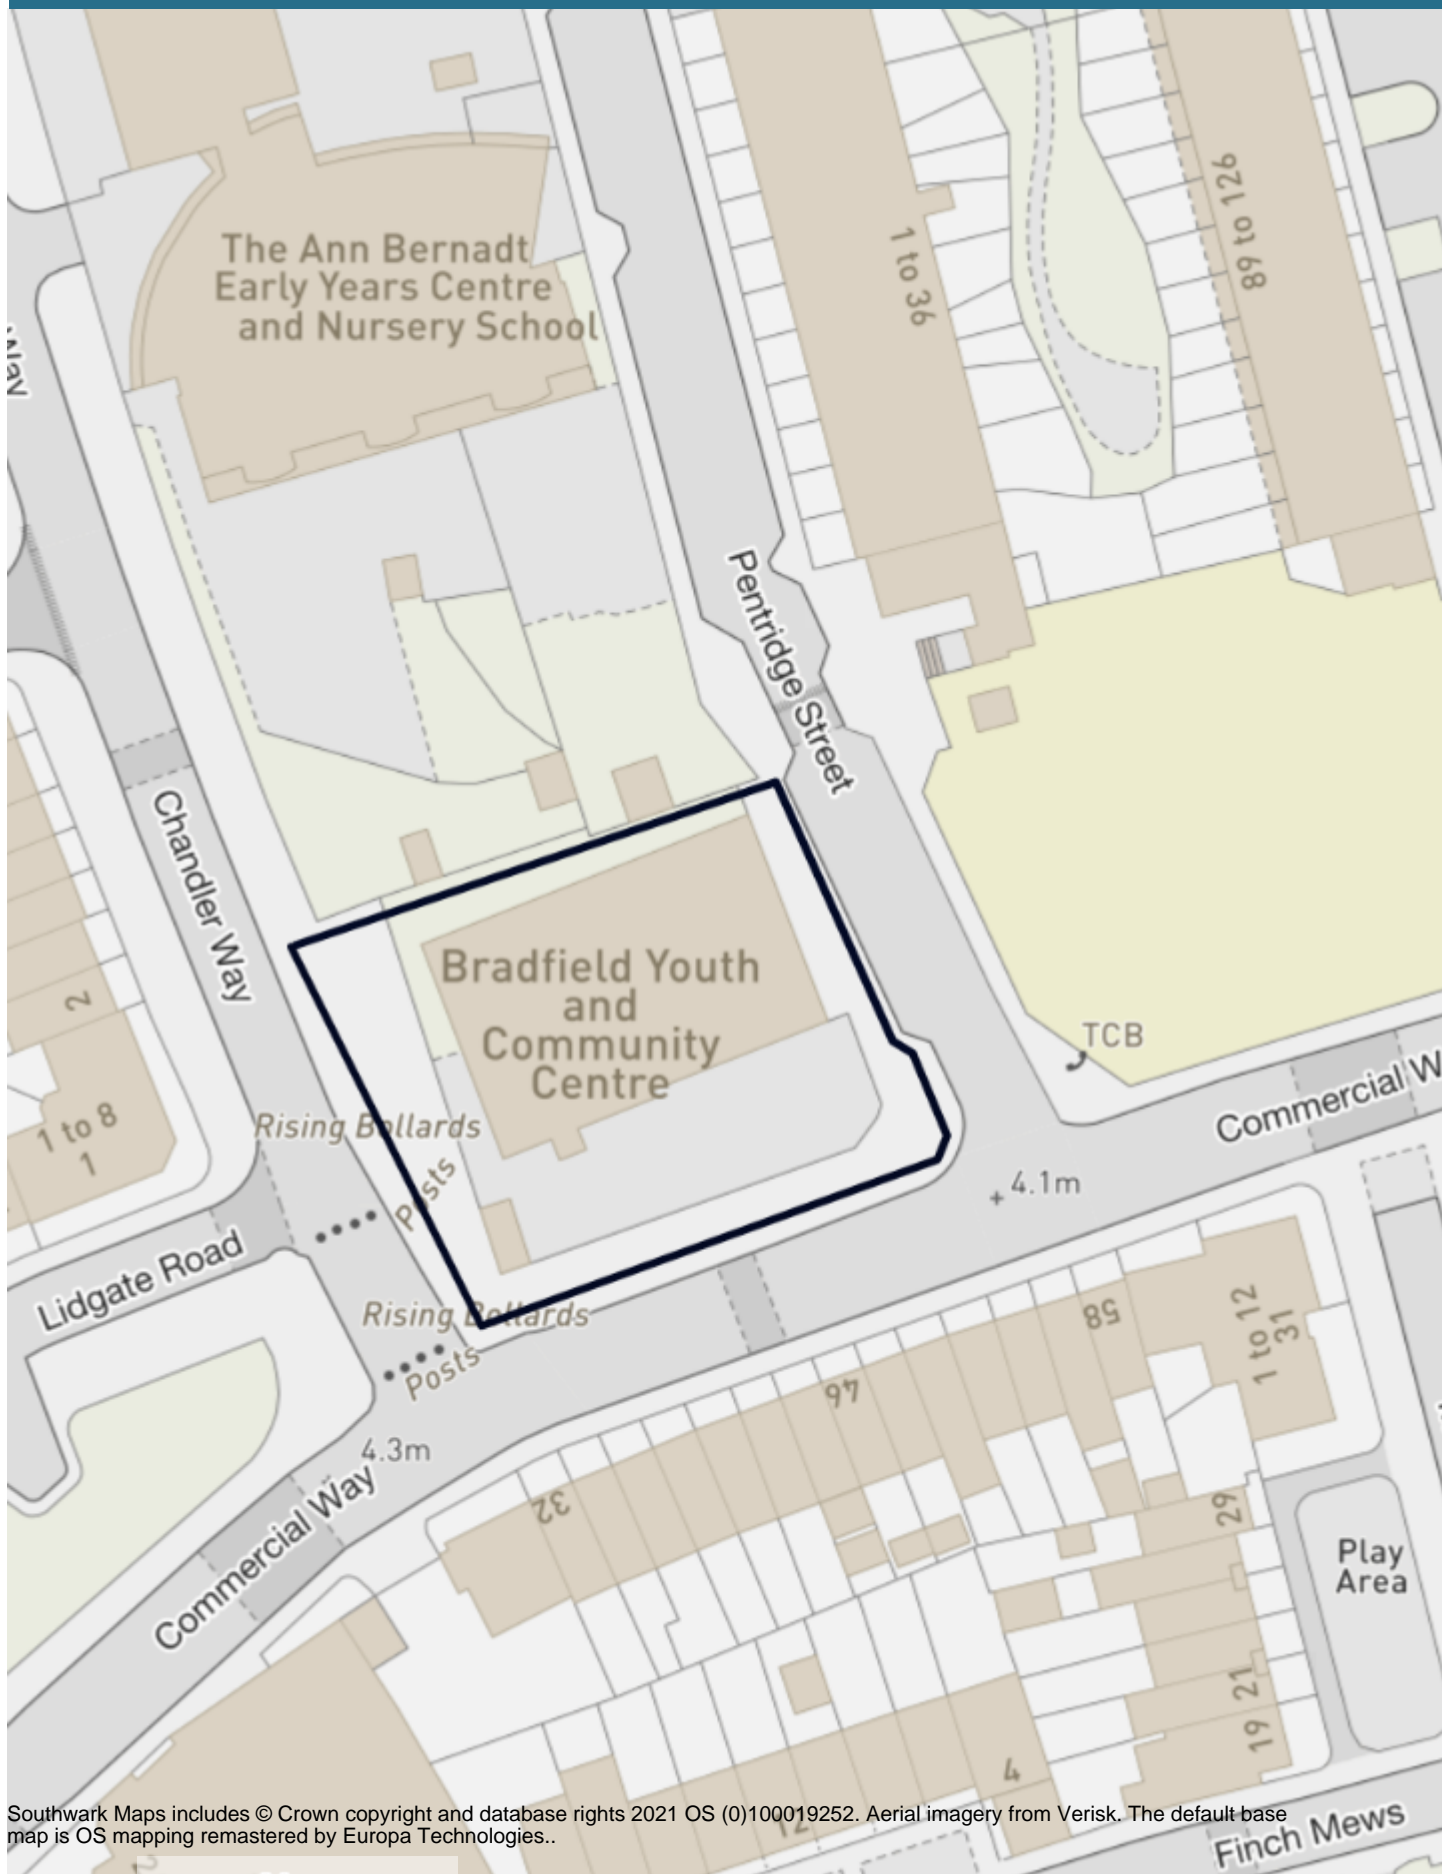 The Ann Bernadt
Early Years Centre
and Nursery School
89 to 126
1 to 36
Way
Pentridge Street
Chandler Way
Bradfield Youth
and
Community
Centre
2
TCB
Commercial W
1 to 8
1
Rising Bollards
Posts
4.1m
Lidgate Road
Rising Bollards
Posts
58
1 to 12
31
46
4.3m
32
Commercial Way
29
Play
Area
21
19
4
12
Southwark Maps includes © Crown copyright and database rights 2021 OS (0)100019252. Aerial imagery from Verisk. The default base
map is OS mapping remastered by Europa Technologies..
Finch Mews